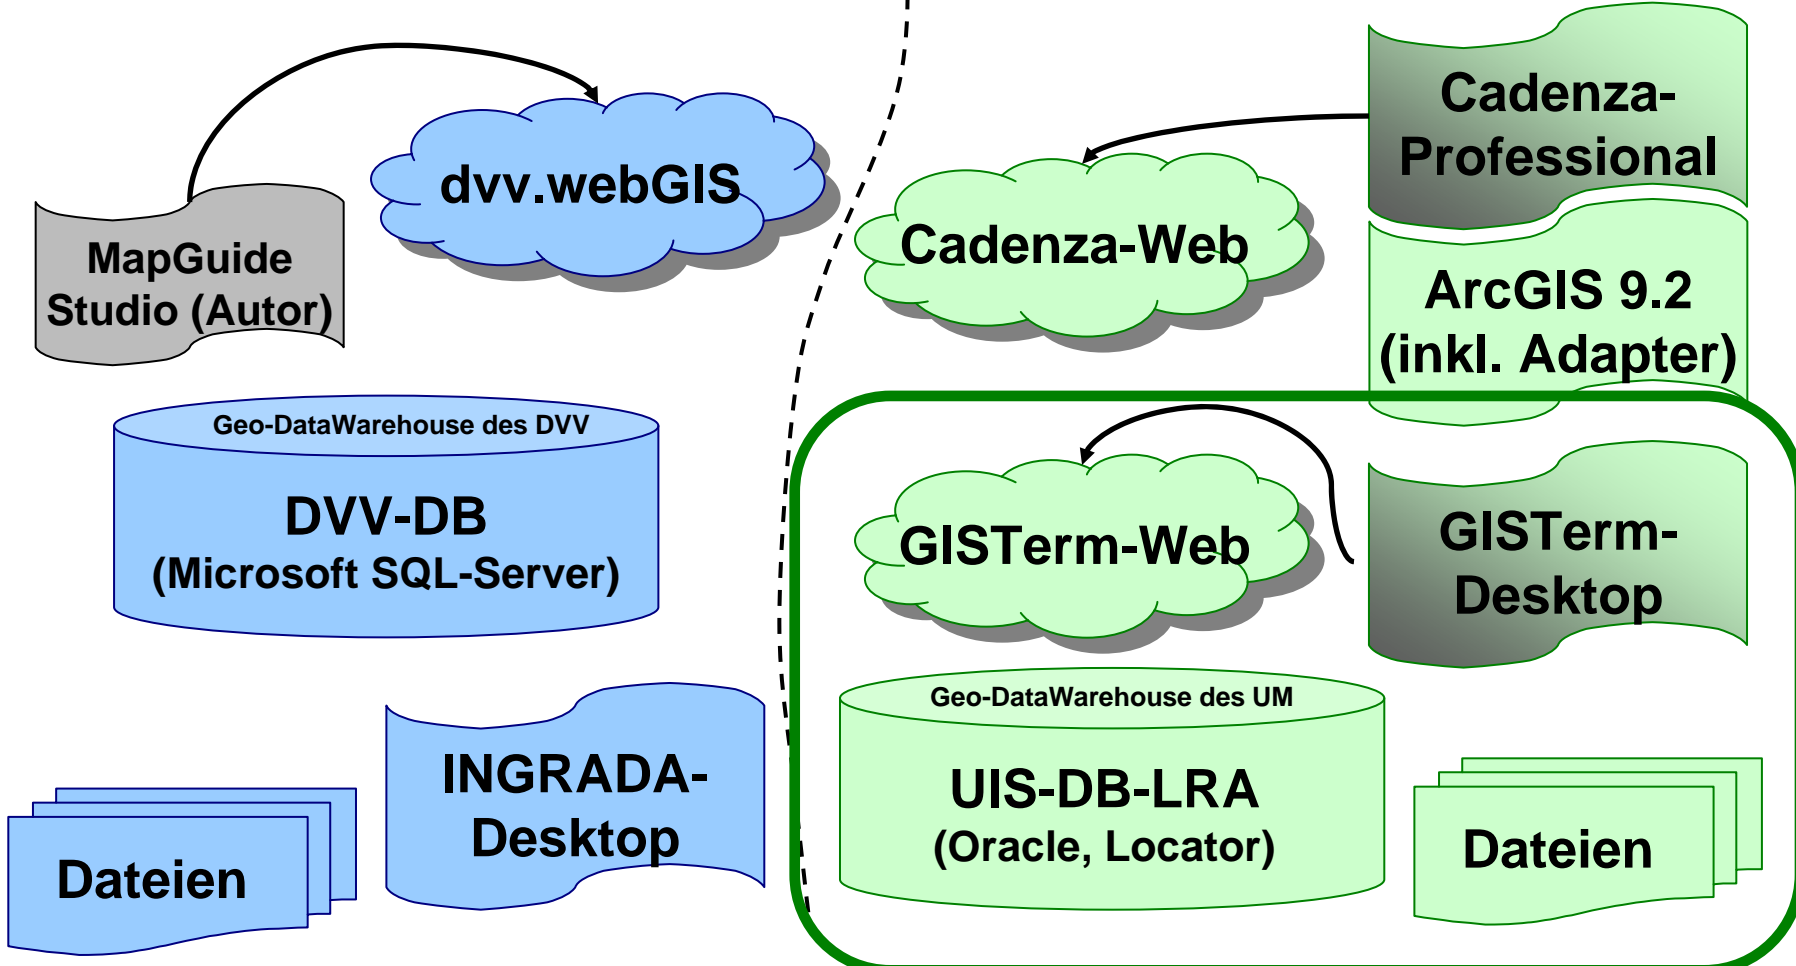 dvv.webGIS
MapGuide
Studio (Autor)
Geo-DataWarehouse des DVV
DVV-DB
(Microsoft SQL-Server)
INGRADA-
Desktop
Dateien
Cadenza-
Professional
Cadenza-Web
ArcGIS 9.2
(inkl. Adapter)
GISTerm-Web
GISTerm-
Desktop
Geo-DataWarehouse des UM
UIS-DB-LRA
(Oracle, Locator)
Dateien